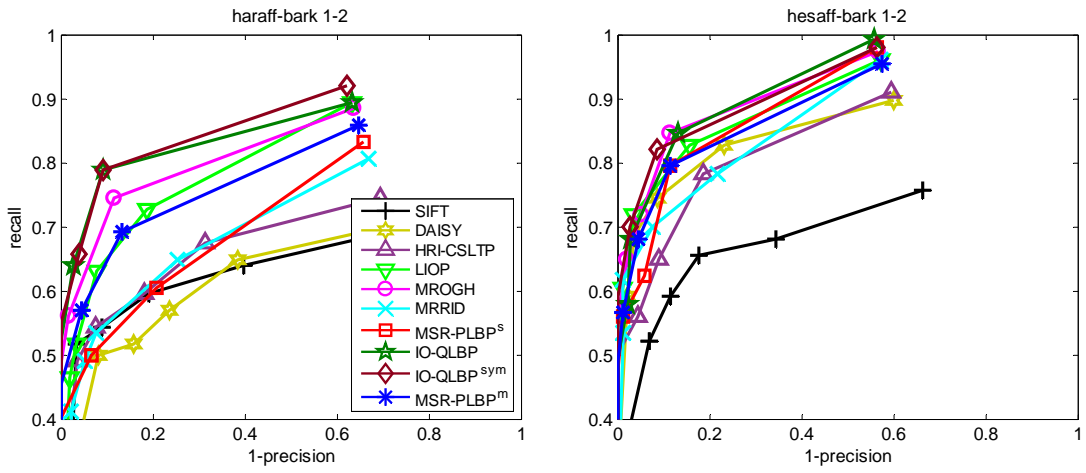 haraff-bark 1-2
recall
1
0.9
0.8
0.7
0.6
0.5
0.4
0
0.2
0.4
0.6
0.8
1
1-precision
SIFT
DAISY
HRI-CSLTP
LIOP
MROGH
MRRID
MSR-PLBP^s
IO-QLBP
IO-QLBP^sym
MSR-PLBP^m
hesaff-bark 1-2
recall
1
0.9
0.8
0.7
0.6
0.5
0.4
0
0.2
0.4
0.6
0.8
1
1-precision